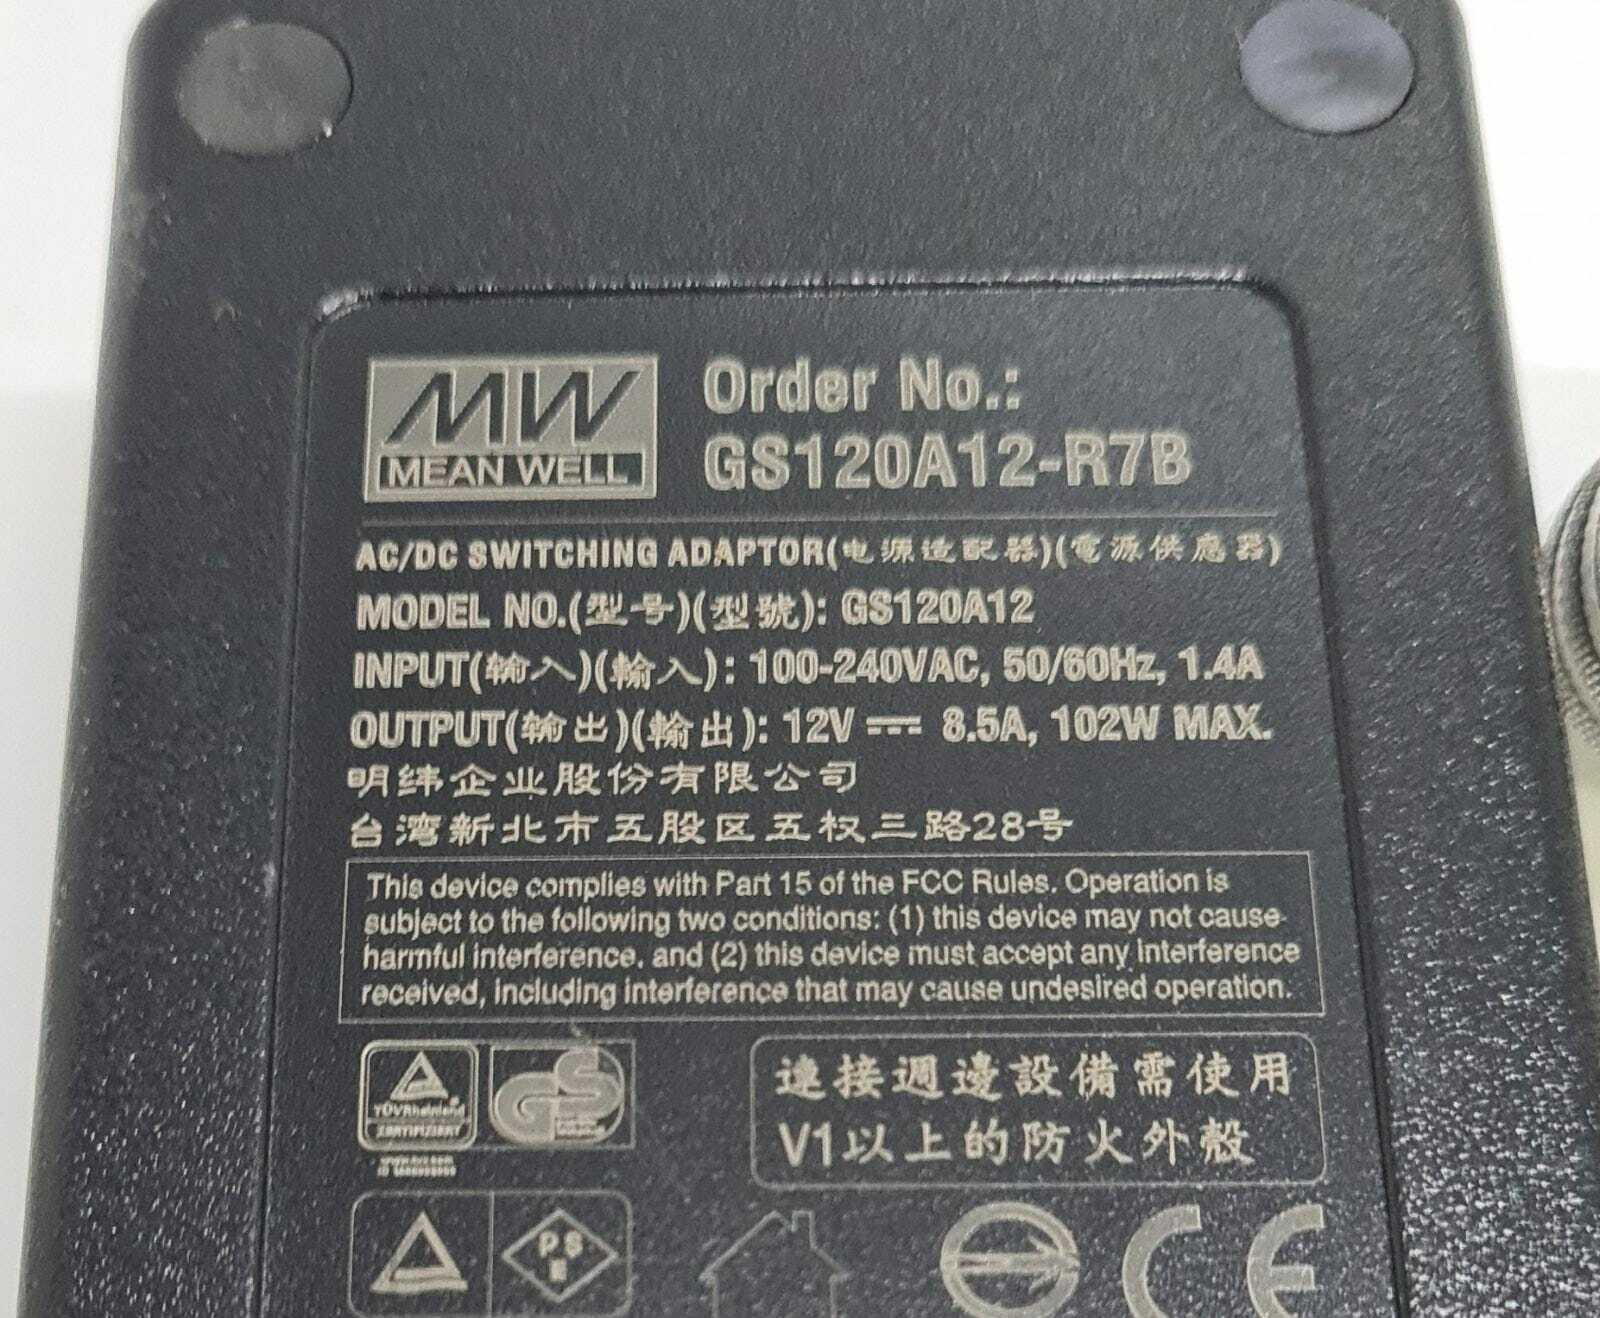 MW
MEAN WELL
Order No.:
GS120A12-R7B
AC/DC SWITCHING ADAPTOR(电源适配器)(電源供應器)
MODEL NO.(型号)(型號): GS120A12
INPUT(输入)(輸入): 100-240VAC, 50/60Hz, 1.4A
OUTPUT(输出)(輸出): 12V ⎓ 8.5A, 102W MAX.
明纬企业股份有限公司
台湾新北市五股区五权三路28号
This device complies with Part 15 of the FCC Rules. Operation is
subject to the following two conditions: (1) this device may not cause
harmful interference, and (2) this device must accept any interference
received, including interference that may cause undesired operation.
TÜVRheinland
ZERTIFIZIERT
GS
連接週邊設備需使用
V1以上的防火外殼
PS
E
CE